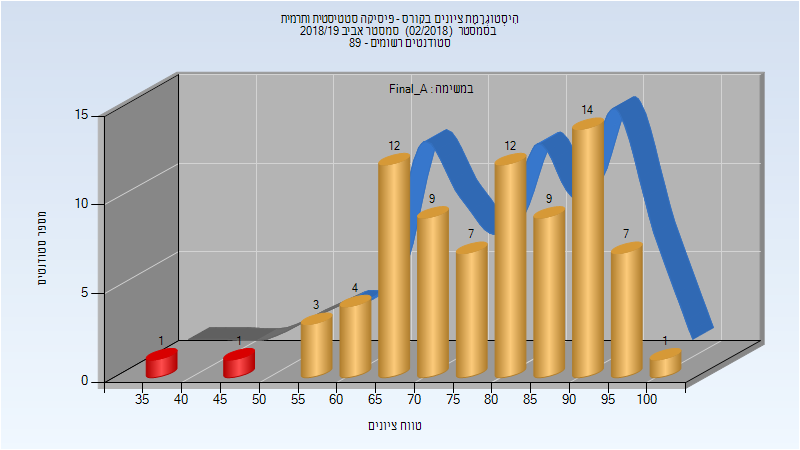 היסטוגרמת ציונים בקורס - פיסיקה סטטיסטית ותרמית
בסמסטר (02/2018) סמסטר אביב 2018/19
סטודנטים רשומים - 89
במשימה : Final_A
15
10
5
0
מספר סטודנטים
1
1
3
4
12
9
7
12
9
14
7
1
35 40 45 50 55 60 65 70 75 80 85 90 95 100
טווח ציונים